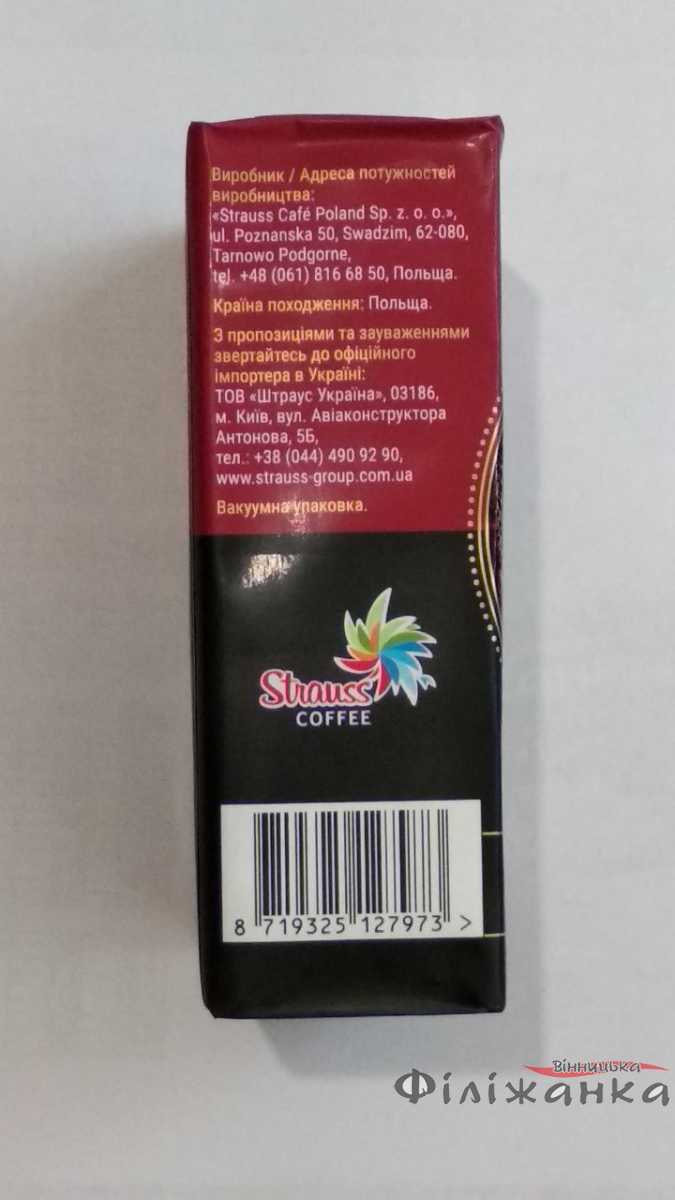 Виробник / Адреса потужностей
виробництва:
«Strauss Café Poland Sp. z. o. o.»,
ul. Poznanska 50, Swadzim, 62-080,
Tarnowo Podgorne,
tel. +48 (061) 816 68 50, Польща.
Країна походження: Польща.
З пропозиціями та зауваженнями
звертайтесь до офіційного
імпортера в Україні:
ТОВ «Штраус Україна», 03186,
м. Київ, вул. Авіаконструктора
Антонова, 5Б,
тел.: +38 (044) 490 92 90,
www.strauss-group.com.ua
Вакуумна упаковка.
Strauss
COFFEE
8 719325 127973 >
Вінницька
Філіжанка